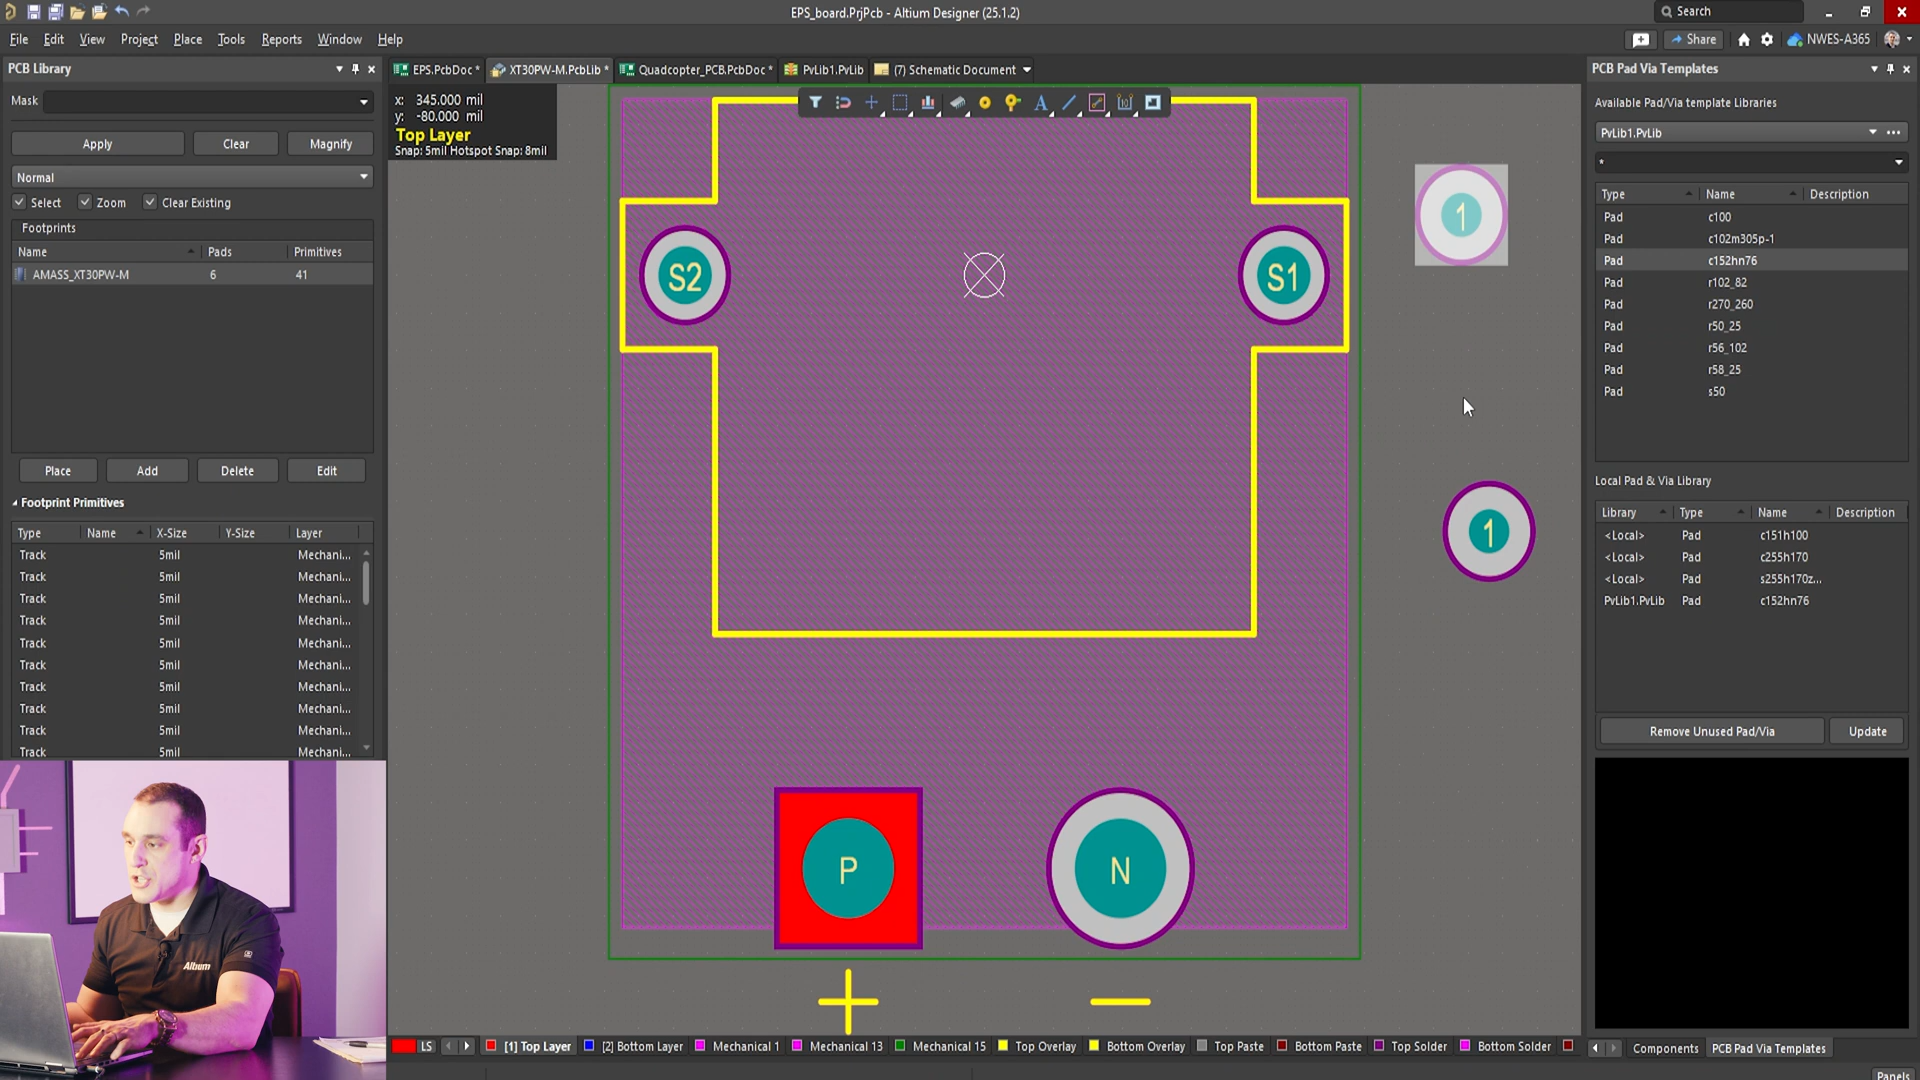 EPS_board.PrjPcb - Altium Designer (25.1.2)
Search
File Edit View Project Place Tools Reports Window Help
Share
NWES-A365
PCB Library
EPS.PcbDoc *
XT30PW-M.PcbLib *
Quadcopter_PCB.PcbDoc *
PvLib1.PvLib
(7) Schematic Document
PCB Pad Via Templates
Mask
Apply Clear Magnify
Normal
Select Zoom Clear Existing
Footprints
Name Pads Primitives
AMASS_XT30PW-M 6 41
Place Add Delete Edit
Footprint Primitives
Type Name X-Size Y-Size Layer
Track 5mil Mechani...
Track 5mil Mechani...
Track 5mil Mechani...
Track 5mil Mechani...
Track 5mil Mechani...
Track 5mil Mechani...
Track 5mil Mechani...
Track 5mil Mechani...
Track 5mil Mechani...
Track 5mil Mechani...
Altium
x: 345.000 mil
y: -80.000 mil
Top Layer
Snap: 5mil Hotspot Snap: 8mil
S2
S1
1
1
P
N
+
−
LS
[1] Top Layer
[2] Bottom Layer
Mechanical 1
Mechanical 13
Mechanical 15
Top Overlay
Bottom Overlay
Top Paste
Bottom Paste
Top Solder
Bottom Solder
Available Pad/Via template Libraries
PvLib1.PvLib
*
Type Name Description
Pad c100
Pad c102m305p-1
Pad c152hn76
Pad r102_82
Pad r270_260
Pad r50_25
Pad r56_102
Pad r58_25
Pad s50
Local Pad & Via Library
Library Type Name Description
<Local> Pad c151h100
<Local> Pad c255h170
<Local> Pad s255h170z...
PvLib1.PvLib Pad c152hn76
Remove Unused Pad/Via
Update
Components
PCB Pad Via Templates
Panels